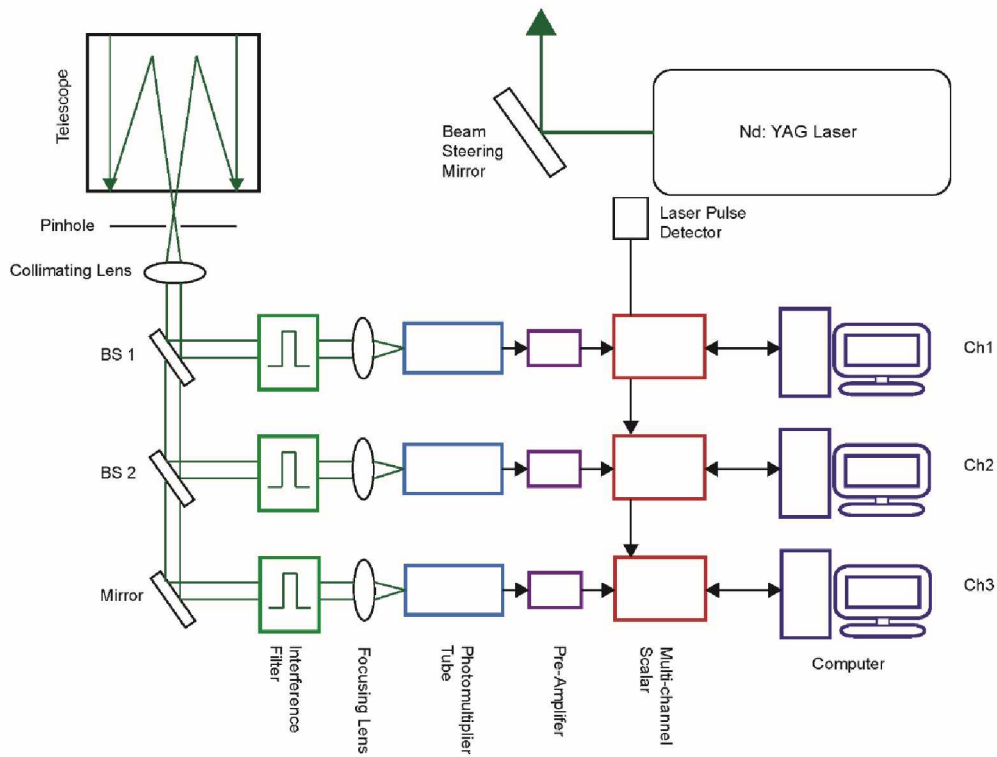 Telescope
Beam
Steering
Mirror
Nd: YAG Laser
Laser Pulse
Detector
Pinhole
Collimating Lens
BS 1
Ch1
BS 2
Ch2
Mirror
Ch3
Interference
Filter
Focusing Lens
Photomultiplier
Tube
Pre-Amplifer
Multi-channel
Scalar
Computer